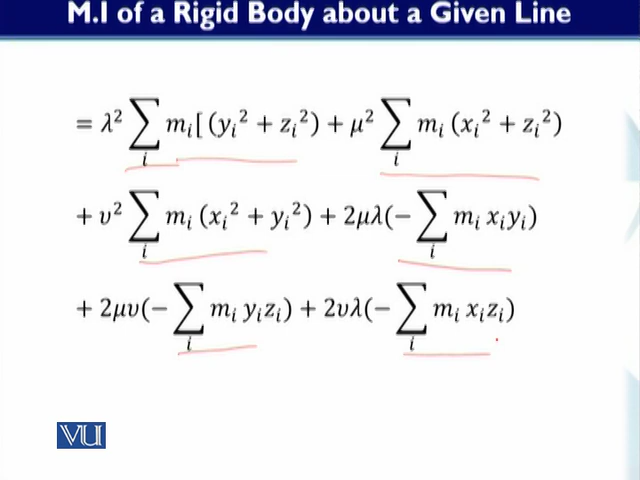 M.I of a Rigid Body about a Given Line
= λ² ∑ᵢ mᵢ[(yᵢ² + zᵢ²) + μ² ∑ᵢ mᵢ (xᵢ² + zᵢ²)
+ υ² ∑ᵢ mᵢ (xᵢ² + yᵢ²) + 2μλ(− ∑ᵢ mᵢ xᵢyᵢ)
+ 2μυ(− ∑ᵢ mᵢ yᵢzᵢ) + 2υλ(− ∑ᵢ mᵢ xᵢzᵢ)
VU